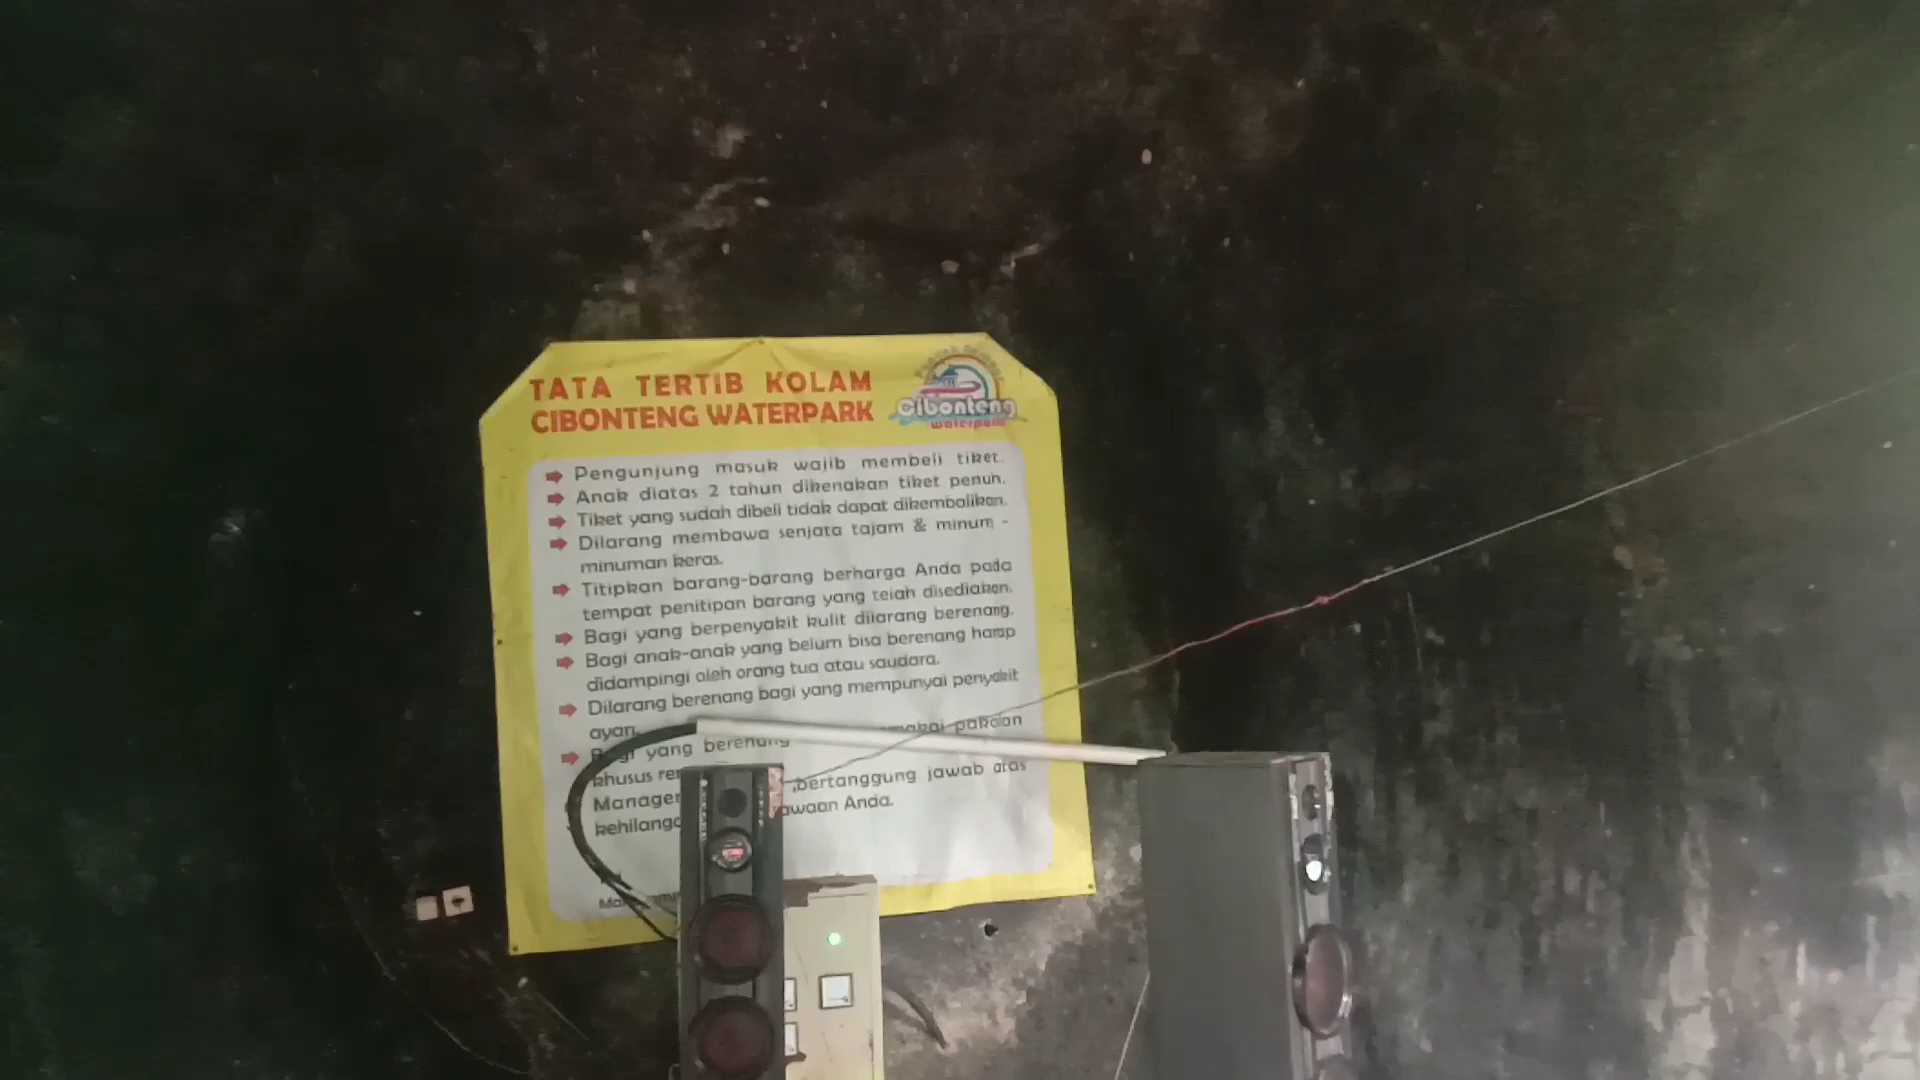 TATA TERTIB KOLAM
CIBONTENG WATERPARK
Cibonteng
waterpark
Pengunjung masuk wajib membeli tiket.
Anak diatas 2 tahun dikenakan tiket penuh.
Tiket yang sudah dibeli tidak dapat dikembalikan.
Dilarang membawa senjata tajam & minum -
minuman keras.
Titipkan barang-barang berharga Anda pada
tempat penitipan barang yang telah disediakan.
Bagi yang berpenyakit kulit dilarang berenang.
Bagi anak-anak yang belum bisa berenang harap
didampingi oleh orang tua atau saudara.
Dilarang berenang bagi yang mempunyai penyakit
ayan.
Bagi yang berenang pakaian
khusus
bertanggung jawab atas
Anda.